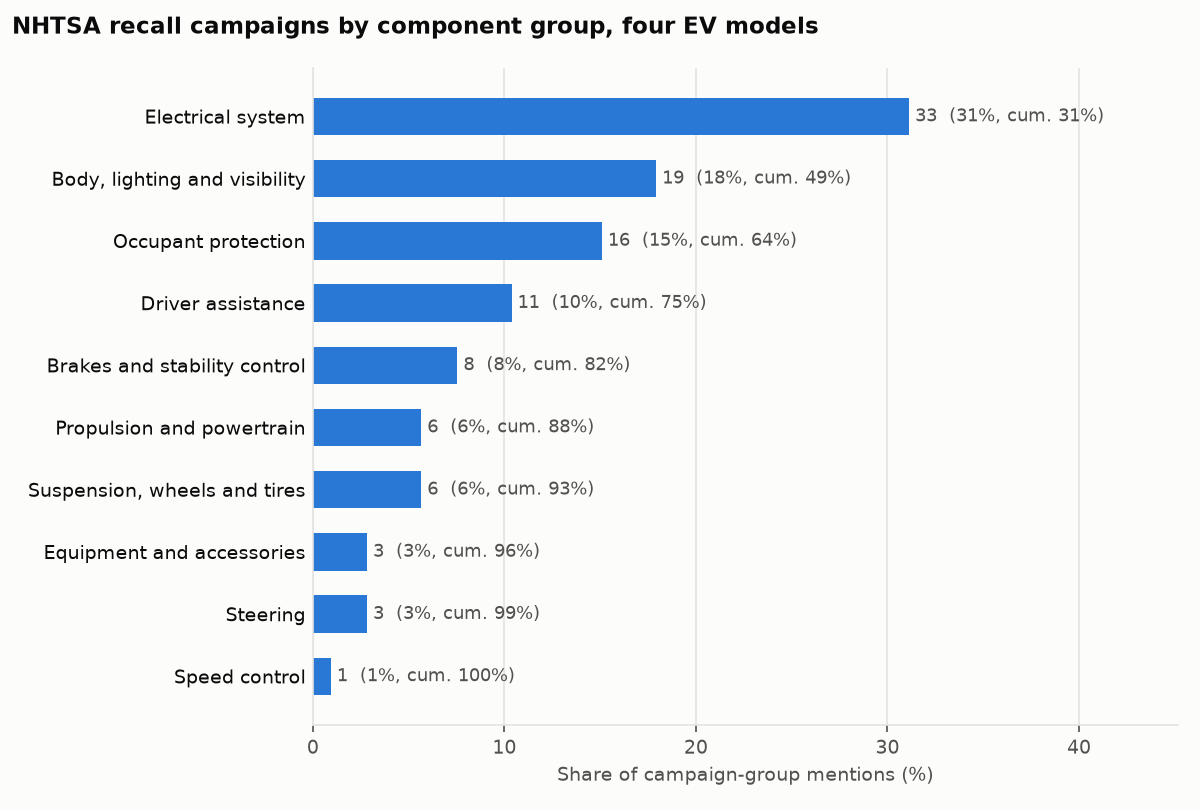 NHTSA recall campaigns by component group, four EV models
Electrical system 33 (31%, cum. 31%)
Body, lighting and visibility 19 (18%, cum. 49%)
Occupant protection 16 (15%, cum. 64%)
Driver assistance 11 (10%, cum. 75%)
Brakes and stability control 8 (8%, cum. 82%)
Propulsion and powertrain 6 (6%, cum. 88%)
Suspension, wheels and tires 6 (6%, cum. 93%)
Equipment and accessories 3 (3%, cum. 96%)
Steering 3 (3%, cum. 99%)
Speed control 1 (1%, cum. 100%)
0 10 20 30 40
Share of campaign-group mentions (%)